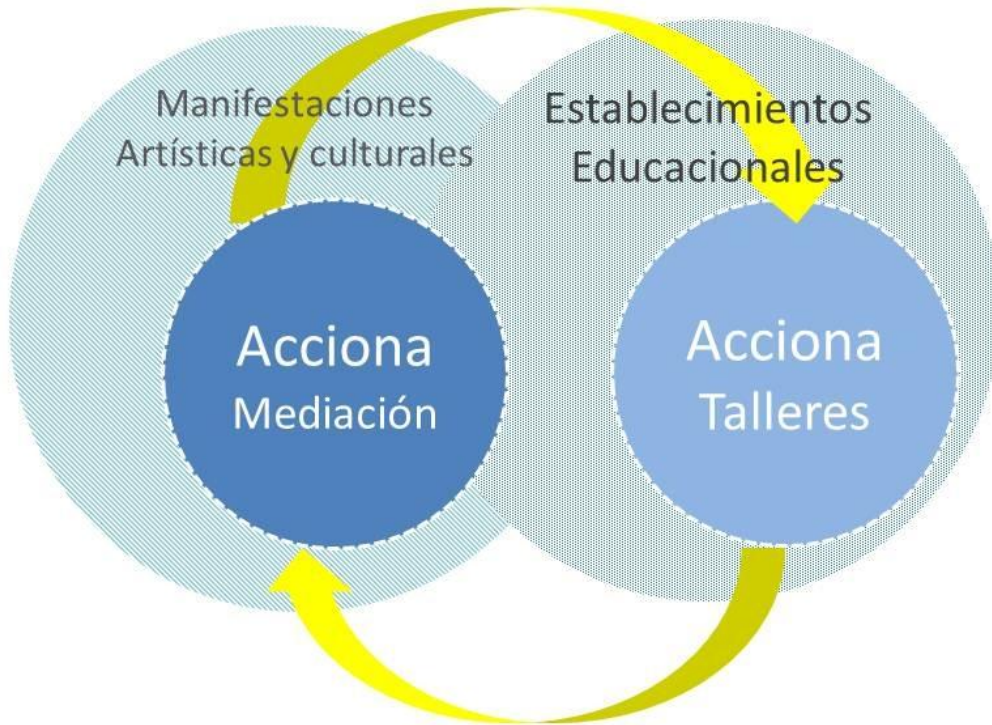 Manifestaciones
Artísticas y culturales
Establecimientos
Educacionales
Acciona
Mediación
Acciona
Talleres